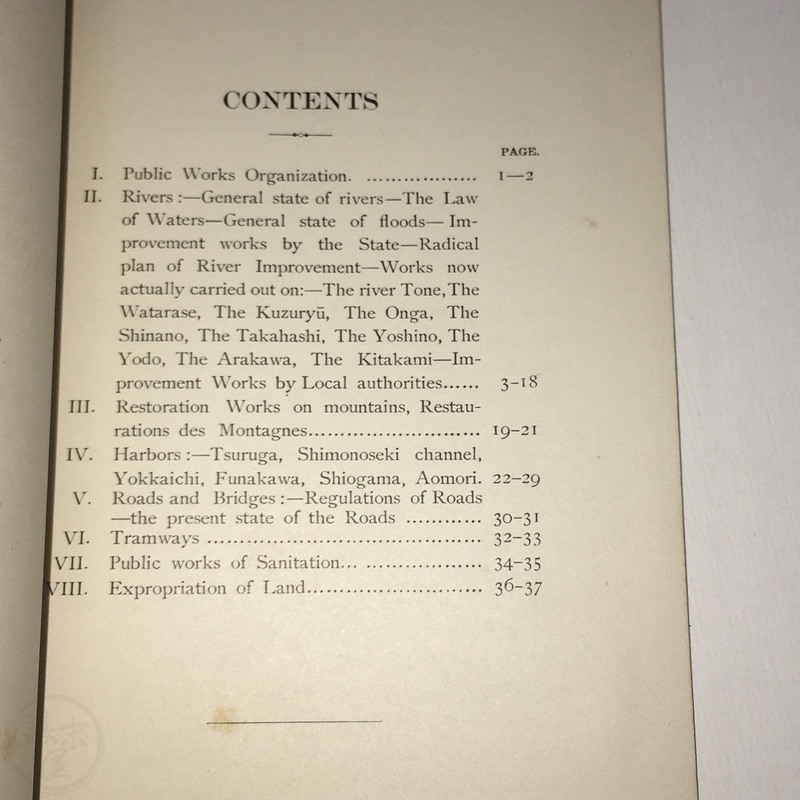 CONTENTS
PAGE.
I. Public Works Organization. .................. 1—2
II. Rivers :—General state of rivers—The Law
of Waters—General state of floods— Im-
provement works by the State—Radical
plan of River Improvement—Works now
actually carried out on:—The river Tone, The
Watarase, The Kuzuryū, The Onga, The
Shinano, The Takahashi, The Yoshino, The
Yodo, The Arakawa, The Kitakami—Im-
provement Works by Local authorities...... 3-18
III. Restoration Works on mountains, Restau-
rations des Montagnes............................ 19-21
IV. Harbors :—Tsuruga, Shimonoseki channel,
Yokkaichi, Funakawa, Shiogama, Aomori. 22-29
V. Roads and Bridges :—Regulations of Roads
—the present state of the Roads ............ 30-31
VI. Tramways ............................................. 32-33
VII. Public works of Sanitation... .................. 34-35
VIII. Expropriation of Land............................ 36-37